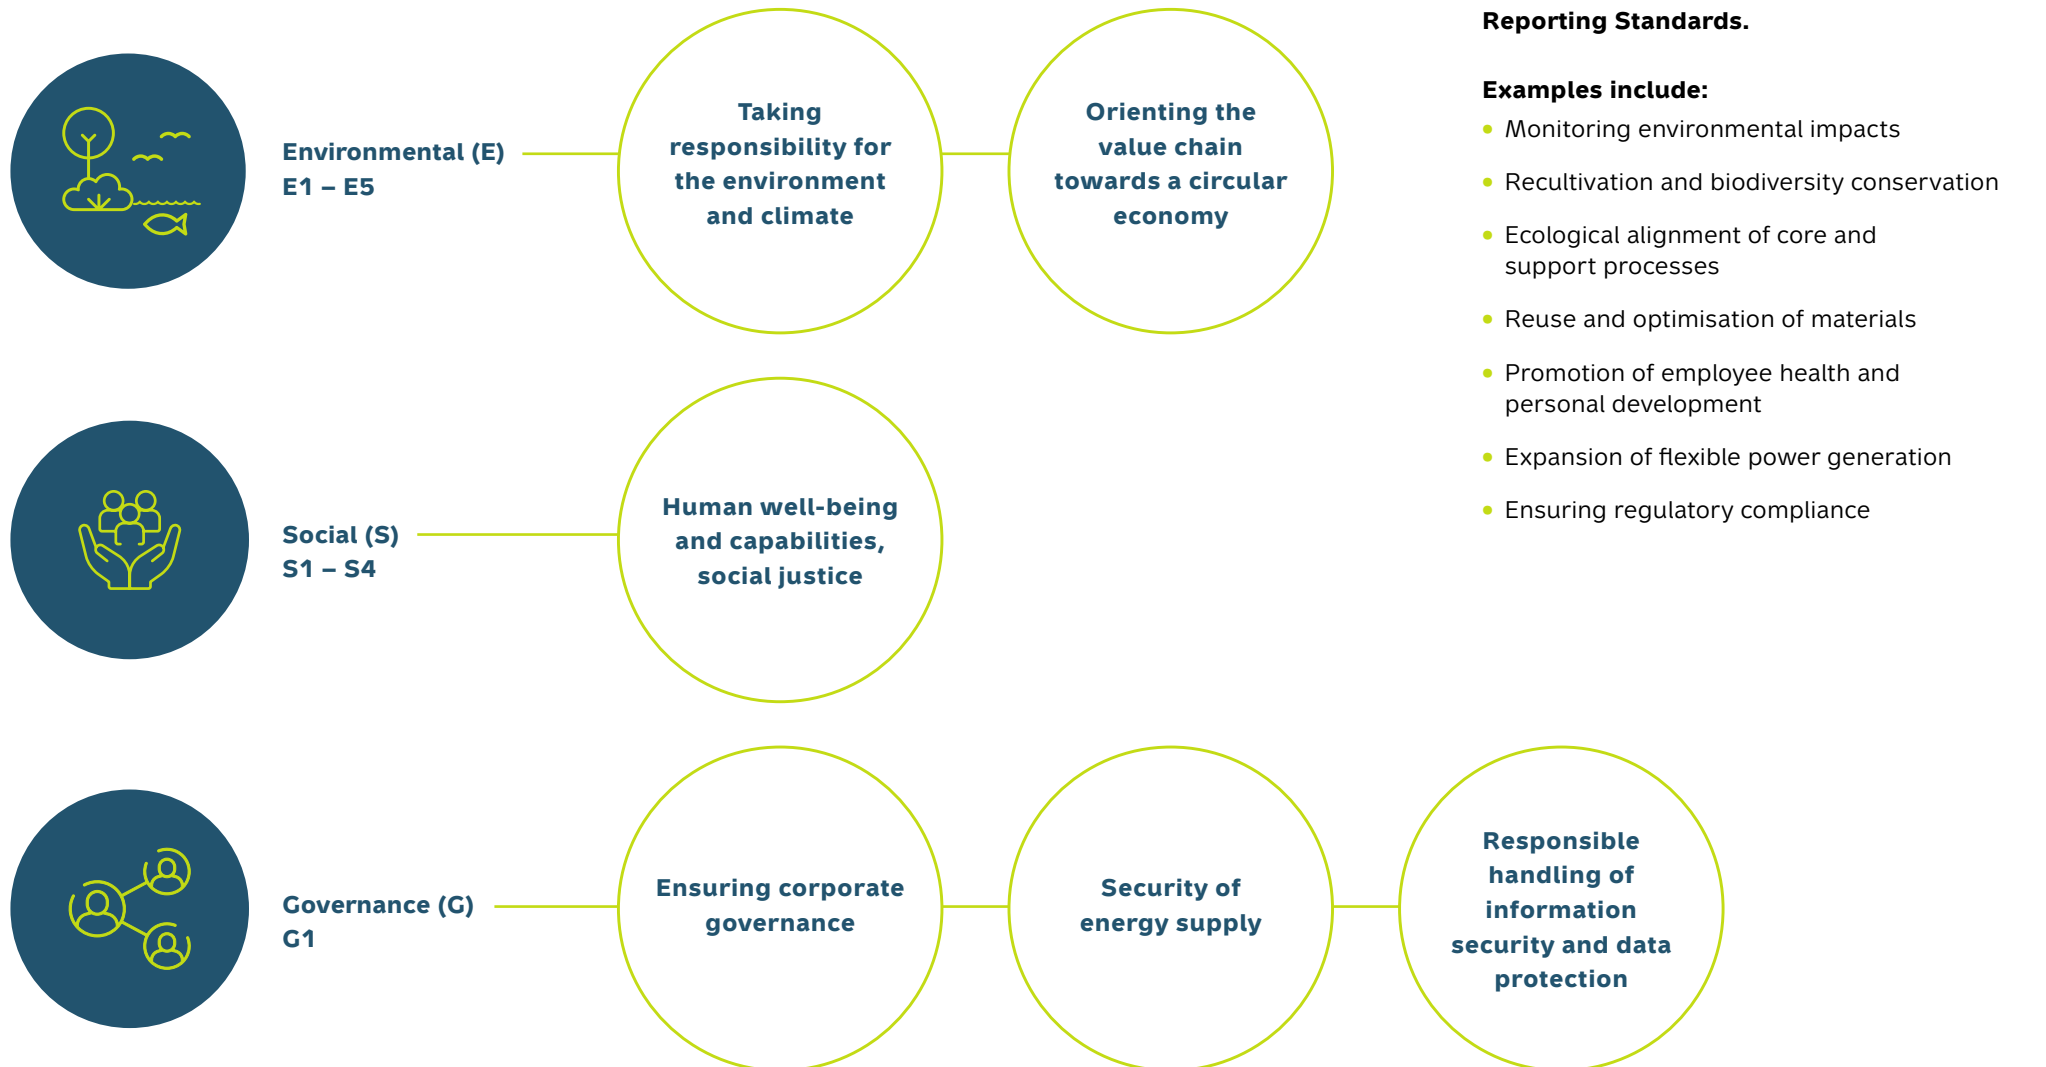 Environmental (E)
E1 – E5
Taking
responsibility for
the environment
and climate
Orienting the
value chain
towards a circular
economy
Social (S)
S1 – S4
Human well-being
and capabilities,
social justice
Governance (G)
G1
Ensuring corporate
governance
Security of
energy supply
Responsible
handling of
information
security and data
protection
Reporting Standards.
Examples include:
• Monitoring environmental impacts
• Recultivation and biodiversity conservation
• Ecological alignment of core and
support processes
• Reuse and optimisation of materials
• Promotion of employee health and
personal development
• Expansion of flexible power generation
• Ensuring regulatory compliance